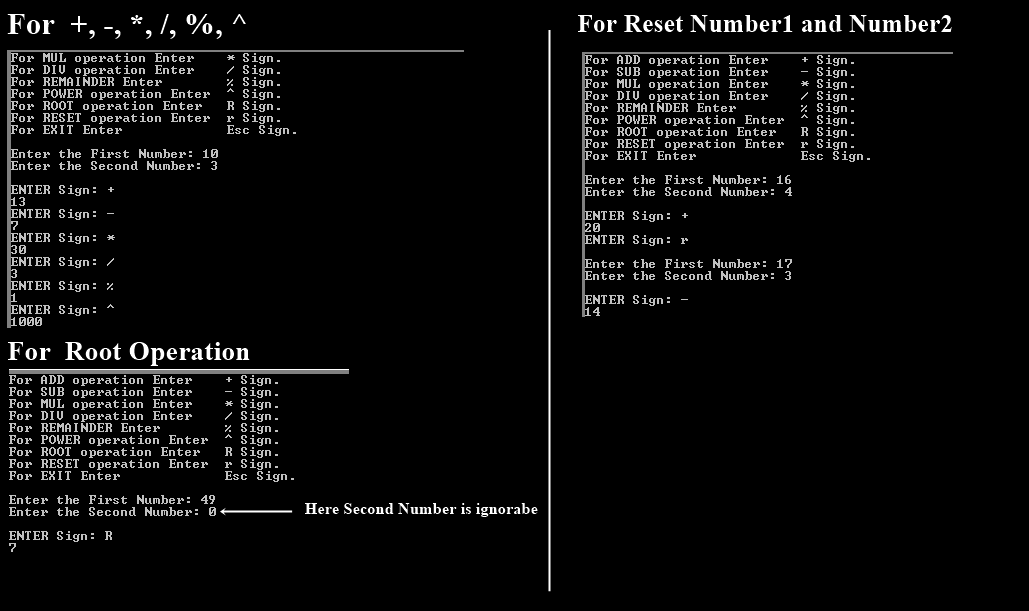 For  +, -, *, /, %, ^
For MUL operation Enter    * Sign.
For DIV operation Enter    / Sign.
For REMAINDER Enter        % Sign.
For POWER operation Enter  ^ Sign.
For ROOT operation Enter   R Sign.
For RESET operation Enter  r Sign.
For EXIT Enter             Esc Sign.
Enter the First Number: 10
Enter the Second Number: 3
ENTER Sign: +
13
ENTER Sign: -
7
ENTER Sign: *
30
ENTER Sign: /
3
ENTER Sign: %
1
ENTER Sign: ^
1000
For  Root Operation
For ADD operation Enter    + Sign.
For SUB operation Enter    - Sign.
For MUL operation Enter    * Sign.
For DIV operation Enter    / Sign.
For REMAINDER Enter        % Sign.
For POWER operation Enter  ^ Sign.
For ROOT operation Enter   R Sign.
For RESET operation Enter  r Sign.
For EXIT Enter             Esc Sign.
Enter the First Number: 49
Enter the Second Number: 0
Here Second Number is ignorabe
ENTER Sign: R
7
For Reset Number1 and Number2
For ADD operation Enter    + Sign.
For SUB operation Enter    - Sign.
For MUL operation Enter    * Sign.
For DIV operation Enter    / Sign.
For REMAINDER Enter        % Sign.
For POWER operation Enter  ^ Sign.
For ROOT operation Enter   R Sign.
For RESET operation Enter  r Sign.
For EXIT Enter             Esc Sign.
Enter the First Number: 16
Enter the Second Number: 4
ENTER Sign: +
20
ENTER Sign: r
Enter the First Number: 17
Enter the Second Number: 3
ENTER Sign: -
14